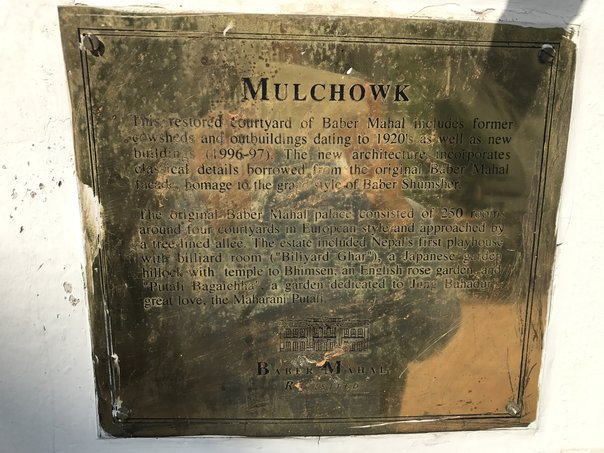 MULCHOWK
This restored courtyard of Baber Mahal includes former
cowsheds and outbuildings dating to 1920's as well as new
buildings (1996-97). The new architecture incorporates
classical details borrowed from the original Baber Mahal
facade, homage to the grand style of Baber Shumsher.
The original Baber Mahal palace consisted of 250 rooms
around four courtyards in European style and approached by
a tree-lined allee. The estate included Nepal's first playhouse
with billiard room ("Billyard Ghar"), a Japanese garden
hillock with temple to Bhimsen, an English rose garden, and
"Putali Bagaicha", a garden dedicated to Jung Bahadur's
great love, the Maharani Putali.
BABER MAHAL
REVISITED